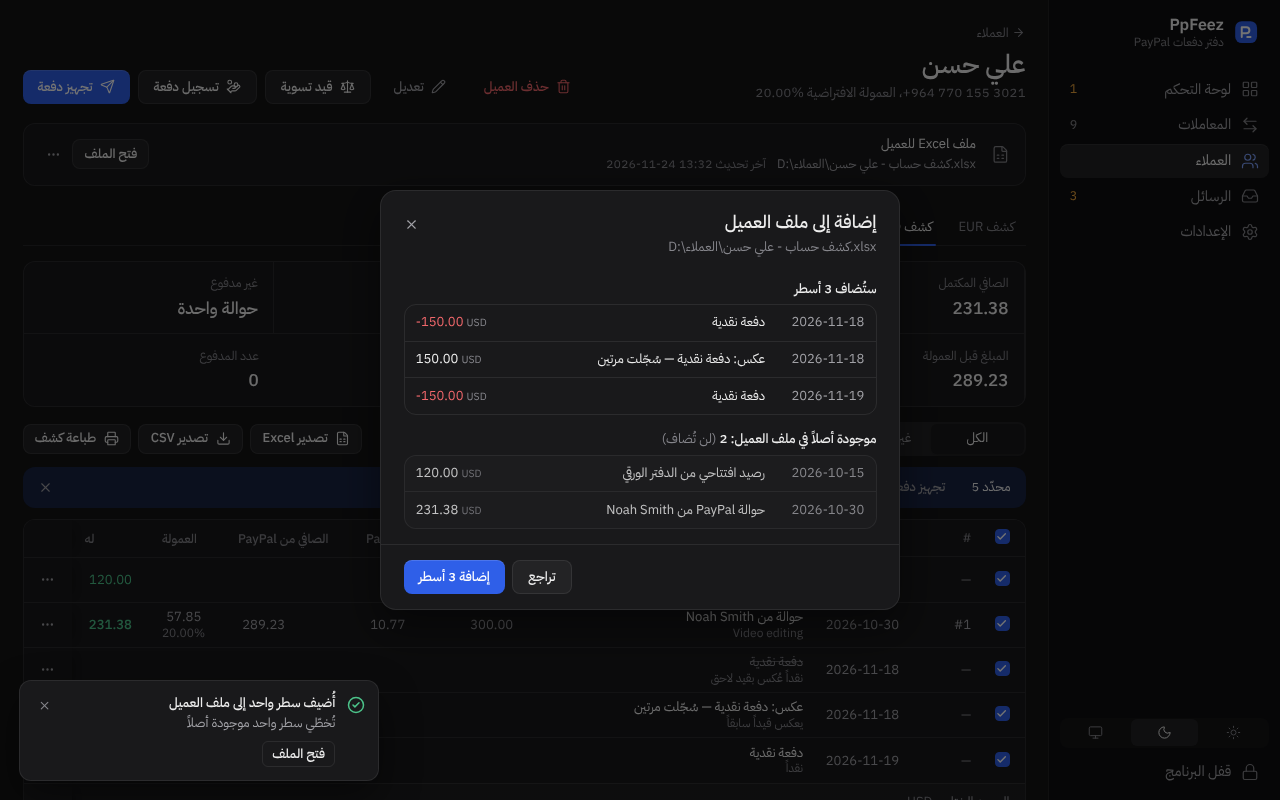 PpFeez
دفتر دفعات PayPal
لوحة التحكم 1
المعاملات 9
العملاء
الرسائل 3
الإعدادات
قفل البرنامج
العملاء
علي حسن
+964 770 155 3021، العمولة الافتراضية 20.00%
حذف العميل
تعديل
قيد تسوية
تسجيل دفعة
تجهيز دفعة
ملف Excel للعميل
D:\العملاء\كشف حساب - علي حسن.xlsx آخر تحديث 2026-11-24 13:32
فتح الملف
كشف EUR
كشف
الصافي المكتمل
231.38
غير مدفوع
حوالة واحدة
المبلغ قبل العمولة
289.23
عدد المدفوع
0
الكل
تصدير Excel
تصدير CSV
طباعة كشف
محدّد 5
# الصافي من PayPal العمولة له
— 120.00
#1 2026-10-30 حوالة من Noah Smith 300.00 10.77 289.23 57.85 231.38
Video editing 20.00%
— 2026-11-18 دفعة نقدية
نقداً عُكس بقيد لاحق
— 2026-11-18 عكس: دفعة نقدية — سُجّلت مرتين
يعكس قيداً سابقاً
— 2026-11-19 دفعة نقدية
نقداً
إضافة إلى ملف العميل
D:\العملاء\كشف حساب - علي حسن.xlsx
ستُضاف 3 أسطر
2026-11-18 دفعة نقدية -150.00 USD
2026-11-18 عكس: دفعة نقدية — سُجّلت مرتين 150.00 USD
2026-11-19 دفعة نقدية -150.00 USD
موجودة أصلاً في ملف العميل: 2 (لن تُضاف)
2026-10-15 رصيد افتتاحي من الدفتر الورقي 120.00 USD
2026-10-30 حوالة PayPal من Noah Smith 231.38 USD
تراجع
إضافة 3 أسطر
أُضيف سطر واحد إلى ملف العميل
تُخطّي سطر واحد موجودة أصلاً
فتح الملف